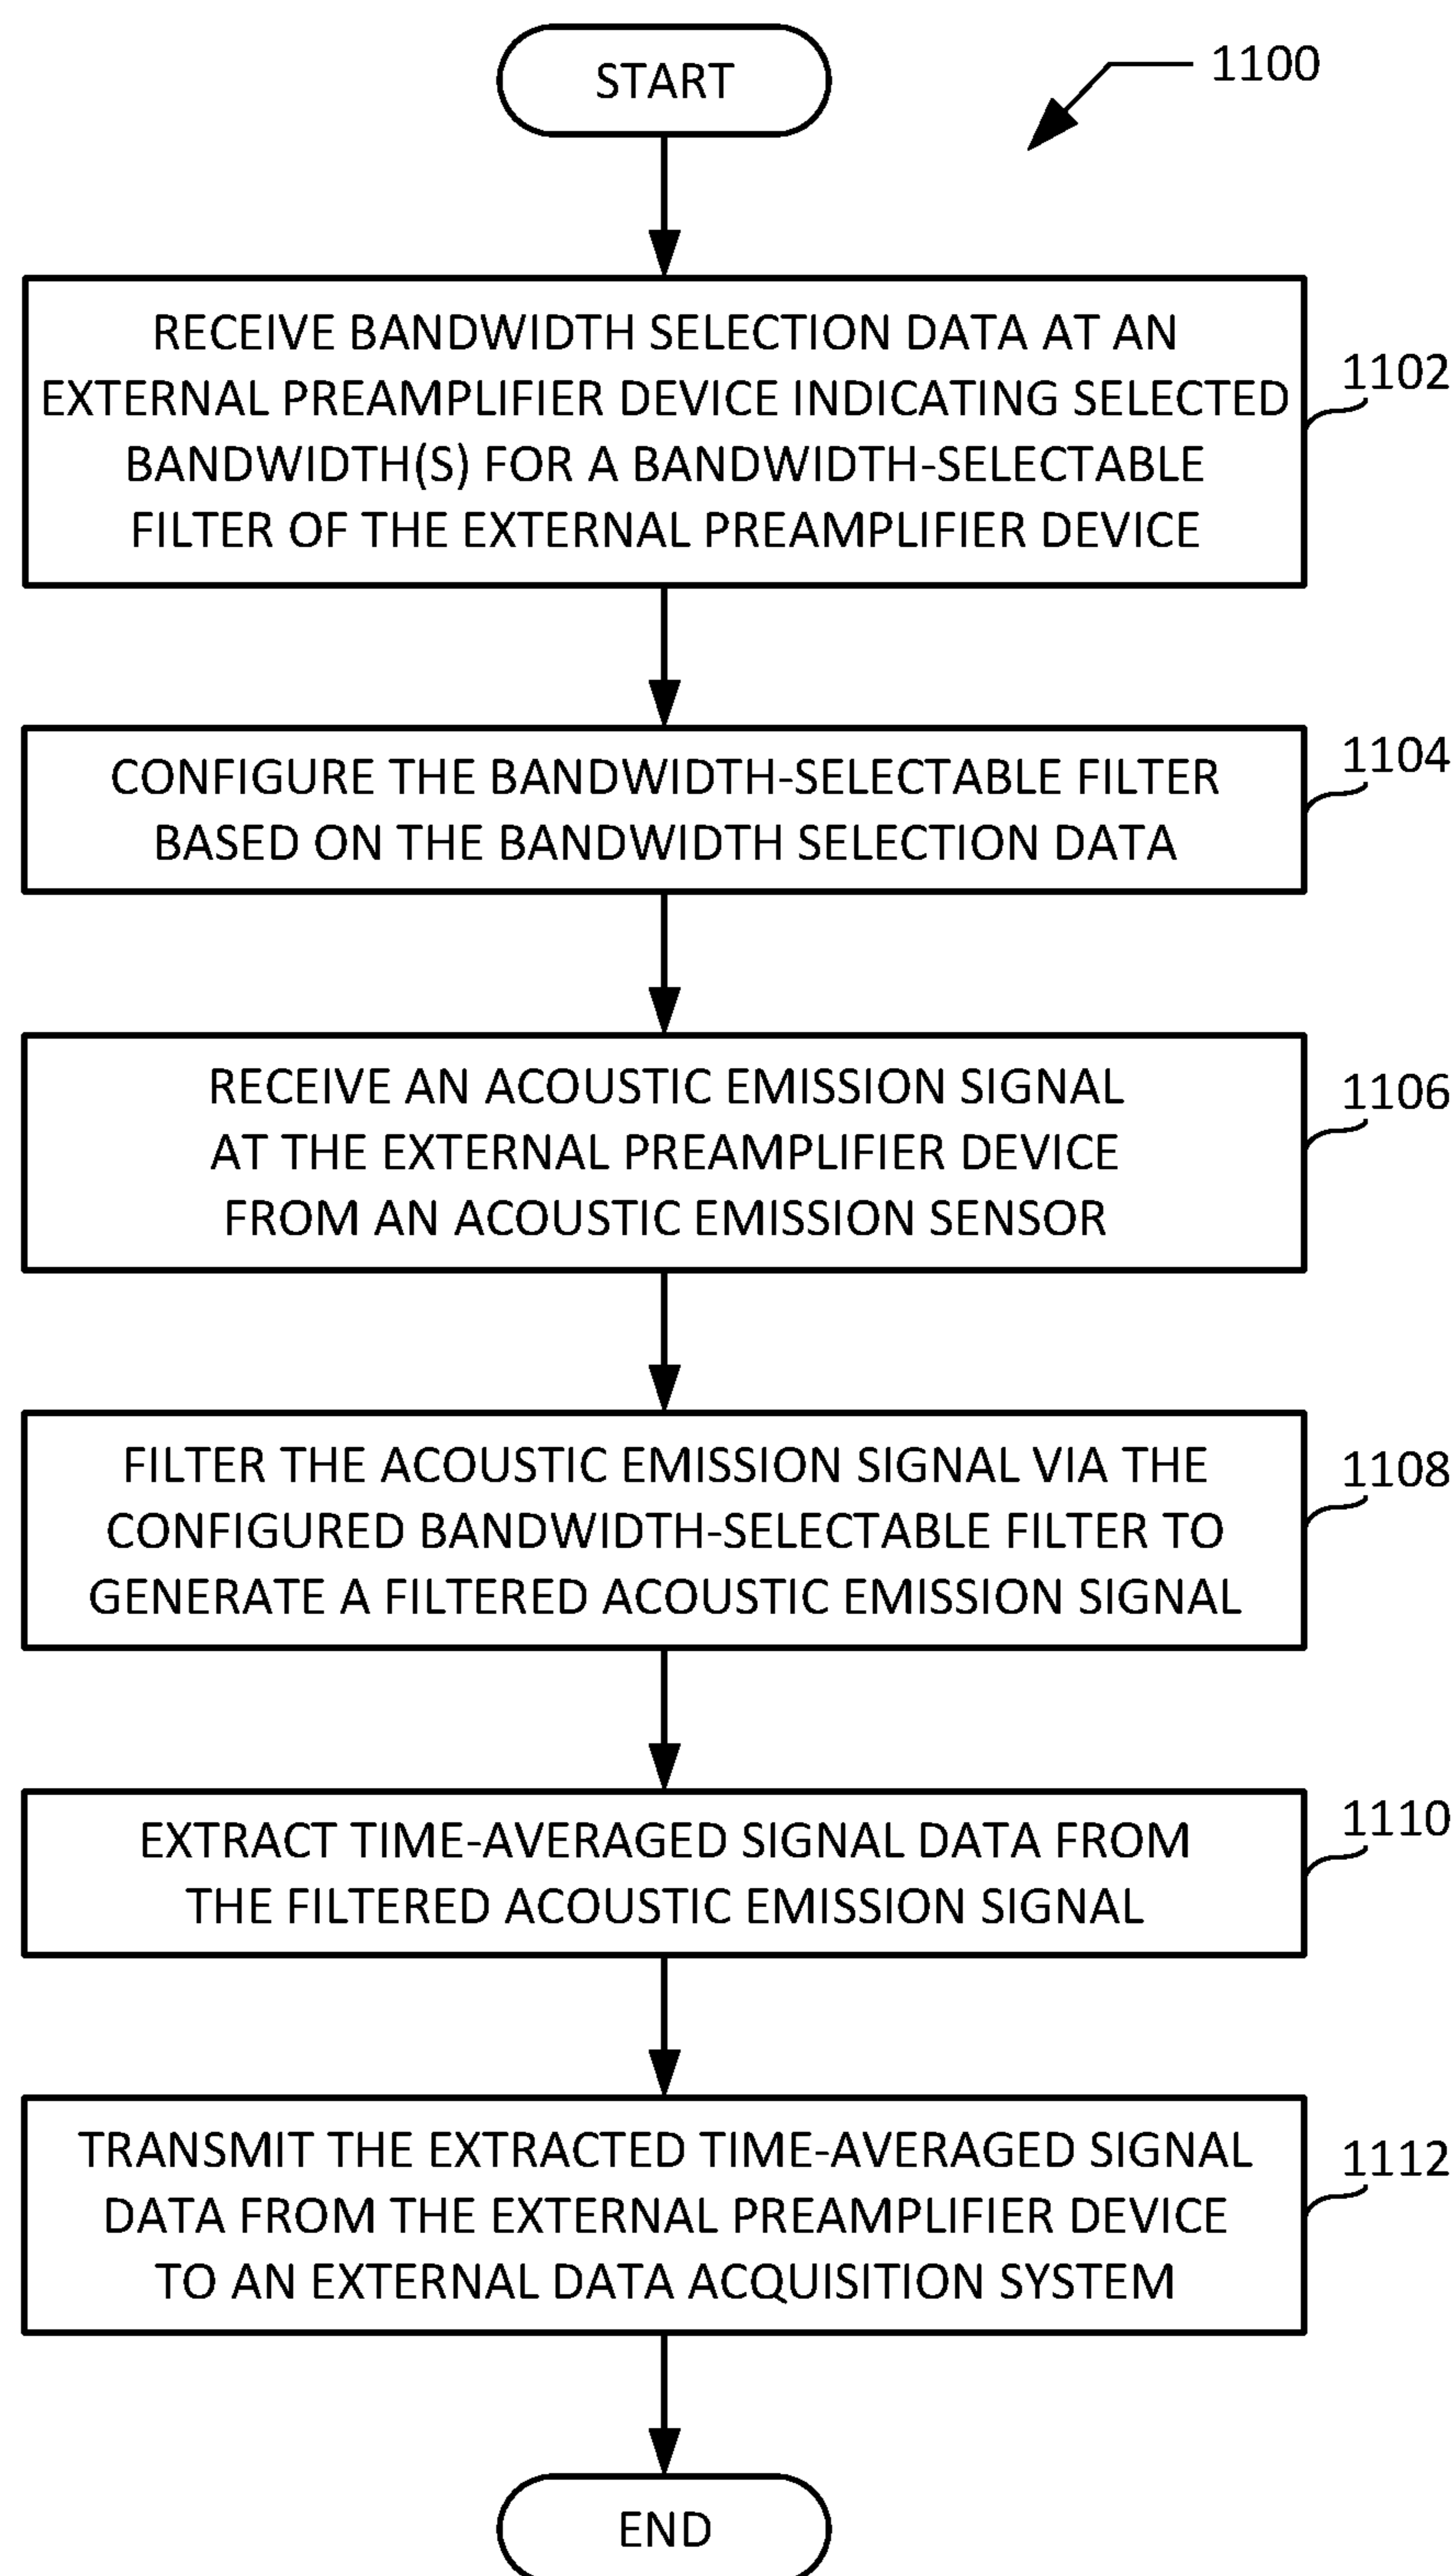 START
1100
RECEIVE BANDWIDTH SELECTION DATA AT AN
EXTERNAL PREAMPLIFIER DEVICE INDICATING SELECTED
BANDWIDTH(S) FOR A BANDWIDTH-SELECTABLE
FILTER OF THE EXTERNAL PREAMPLIFIER DEVICE
1102
CONFIGURE THE BANDWIDTH-SELECTABLE FILTER
BASED ON THE BANDWIDTH SELECTION DATA
1104
RECEIVE AN ACOUSTIC EMISSION SIGNAL
AT THE EXTERNAL PREAMPLIFIER DEVICE
FROM AN ACOUSTIC EMISSION SENSOR
1106
FILTER THE ACOUSTIC EMISSION SIGNAL VIA THE
CONFIGURED BANDWIDTH-SELECTABLE FILTER TO
GENERATE A FILTERED ACOUSTIC EMISSION SIGNAL
1108
EXTRACT TIME-AVERAGED SIGNAL DATA FROM
THE FILTERED ACOUSTIC EMISSION SIGNAL
1110
TRANSMIT THE EXTRACTED TIME-AVERAGED SIGNAL
DATA FROM THE EXTERNAL PREAMPLIFIER DEVICE
TO AN EXTERNAL DATA ACQUISITION SYSTEM
1112
END